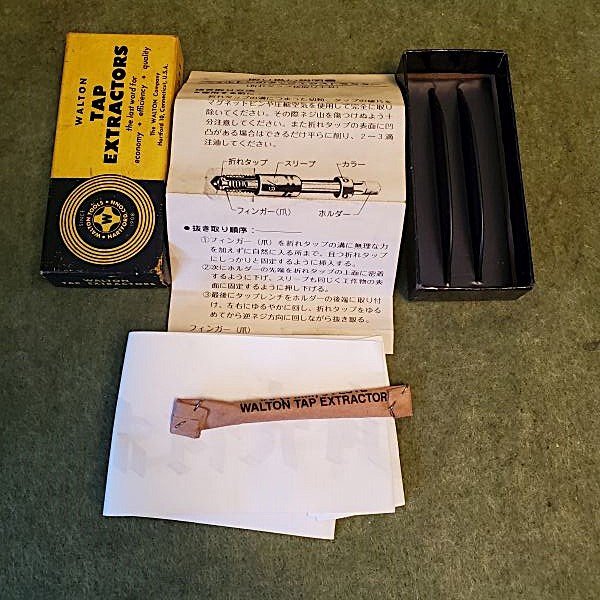 WALTON
TAP
EXTRACTORS
the last word for
economy • efficiency • quality
The WALTON Company
Hartford 10, Connecticut, U.S.A.
SINCE 1908
WALTON TOOLS
HARTFORD, CONN.
WALTON
TAP EXTRACTORS
マグネットピンや圧縮空気を使用して完全に取り
除いてください。その際ネジ山を傷つけぬよう十
分注意してください。また折れタップの表面に凹
凸がある場合はできるだけ平らに削り、2－3滴
注油してください。
折れタップ
スリーブ
カラー
フィンガー(爪)
ホルダー
●抜き取り順序：
①フィンガー（爪）を折れタップの溝に無理な力
を加えずに自然に入る所まで、且つ折れタップ
にしっかりと固定するように挿入する。
②次にホルダーの先端を折れタップの上面に密着
するように下げ、スリーブも同じく工作物の表
面に固定するように押し下げる。
③最後にタップレンチをホルダーの後端に取り付
け、左右にゆるやかに回し、折れタップをゆる
めてから逆ネジ方向に回しながら抜き取る。
フィンガー（爪）
WALTON TAP EXTRACTOR